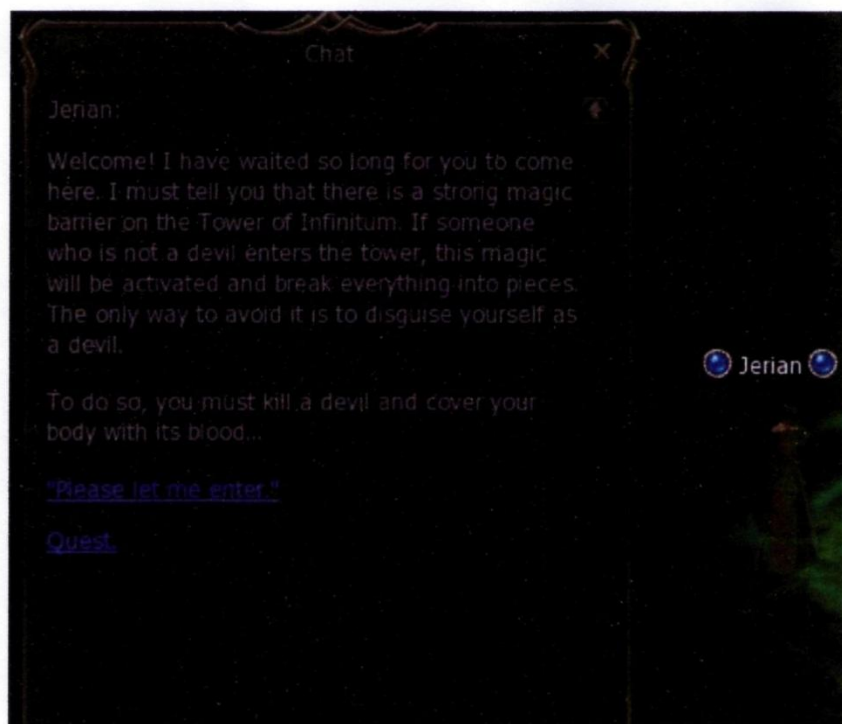 Chat
Jerian:
Welcome! I have waited so long for you to come
here. I must tell you that there is a strong magic
barrier on the Tower of Infinitum. If someone
who is not a devil enters the tower, this magic
will be activated and break everything into pieces.
The only way to avoid it is to disguise yourself as
a devil.
To do so, you must kill a devil and cover your
body with its blood...
"Please let me enter."
Quest.
Jerian